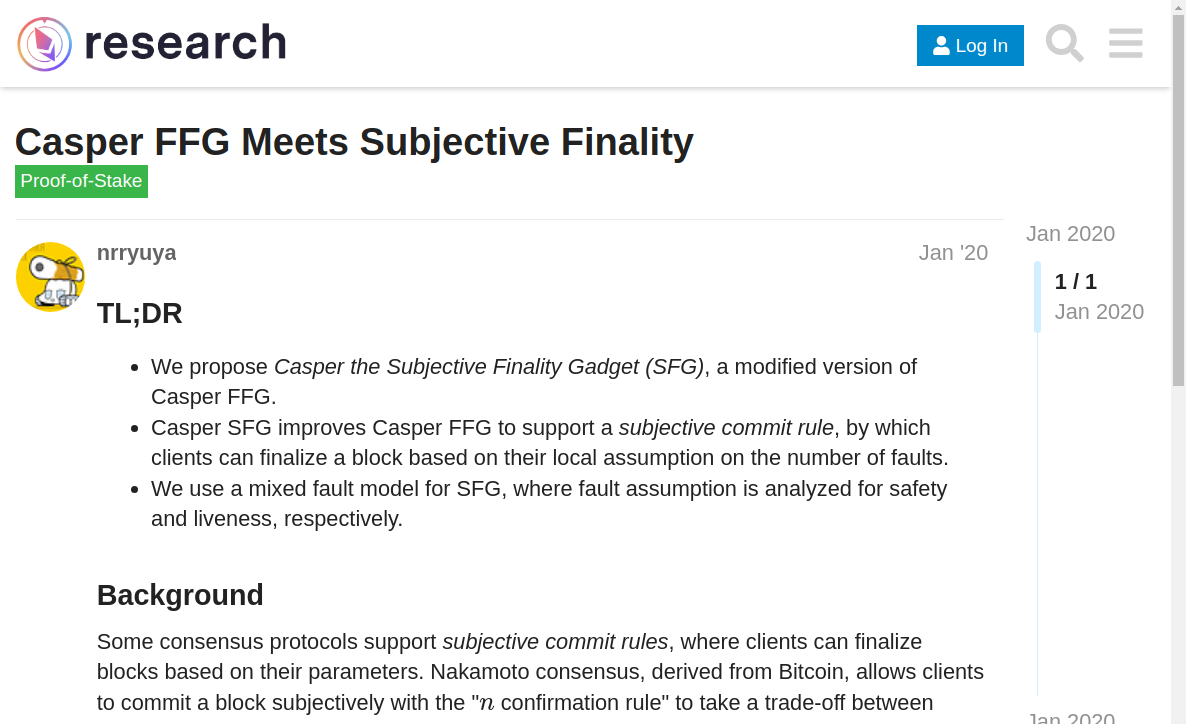 research
Log In
Casper FFG Meets Subjective Finality
Proof-of-Stake
Jan 2020
nrryuya
Jan '20
1 / 1
Jan 2020
TL;DR
• We propose Casper the Subjective Finality Gadget (SFG), a modified version of
Casper FFG.
• Casper SFG improves Casper FFG to support a subjective commit rule, by which
clients can finalize a block based on their local assumption on the number of faults.
• We use a mixed fault model for SFG, where fault assumption is analyzed for safety
and liveness, respectively.
Background
Some consensus protocols support subjective commit rules, where clients can finalize
blocks based on their parameters. Nakamoto consensus, derived from Bitcoin, allows clients
to commit a block subjectively with the "n confirmation rule" to take a trade-off between
Jan 2020